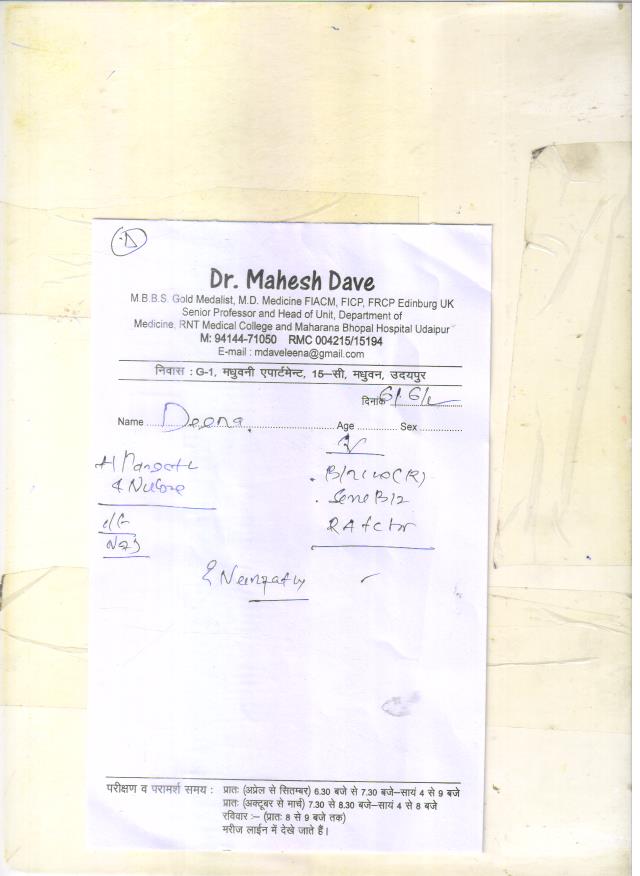 Dr. Mahesh Dave
M.B.B.S. Gold Medalist, M.D. Medicine FIACM, FICP, FRCP Edinburg UK
Senior Professor and Head of Unit, Department of
Medicine, RNT Medical College and Maharana Bhopal Hospital Udaipur
M: 94144-71050 RMC 004215/15194
E-mail : mdaveleena@gmail.com
निवास : G-1, मधुवनी एपार्टमेन्ट, 15-सी, मधुवन, उदयपुर
दिनांक
Name Deena Age Sex
Serum B12
RA fctor
परीक्षण व परामर्श समय : प्रातः (अप्रेल से सितम्बर) 6.30 बजे से 7.30 बजे-सायं 4 से 9 बजे
प्रातः (अक्टूबर से मार्च) 7.30 से 8.30 बजे-सायं 4 से 8 बजे
रविवार :- (प्रातः 8 से 9 बजे तक)
मरीज लाईन में देखे जाते हैं।